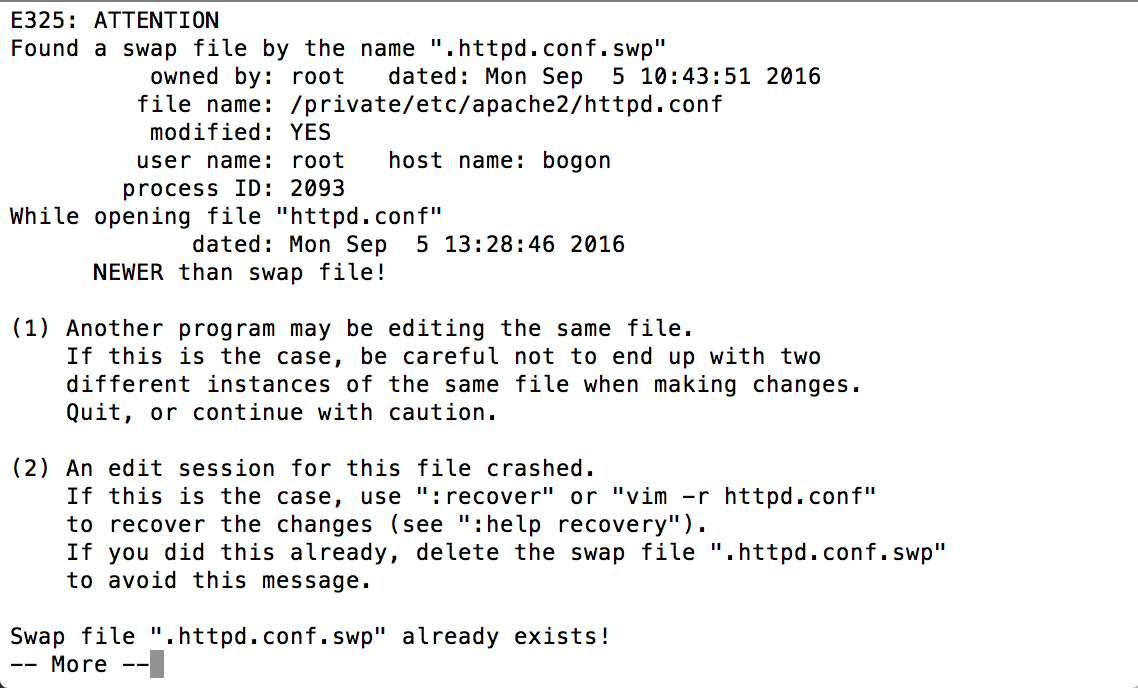 E325: ATTENTION
Found a swap file by the name ".httpd.conf.swp"
          owned by: root   dated: Mon Sep  5 10:43:51 2016
         file name: /private/etc/apache2/httpd.conf
          modified: YES
         user name: root   host name: bogon
        process ID: 2093
While opening file "httpd.conf"
             dated: Mon Sep  5 13:28:46 2016
      NEWER than swap file!

(1) Another program may be editing the same file.
    If this is the case, be careful not to end up with two
    different instances of the same file when making changes.
    Quit, or continue with caution.

(2) An edit session for this file crashed.
    If this is the case, use ":recover" or "vim -r httpd.conf"
    to recover the changes (see ":help recovery").
    If you did this already, delete the swap file ".httpd.conf.swp"
    to avoid this message.

Swap file ".httpd.conf.swp" already exists!
-- More --